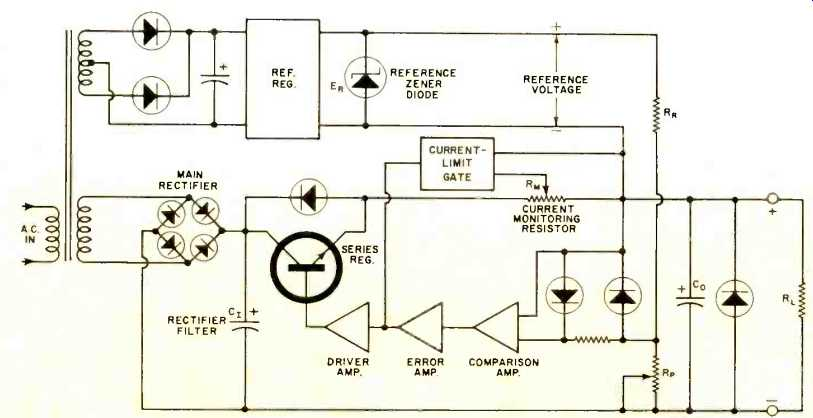 +
REF.
REG.
E_R
REFERENCE
ZENER
DIODE
+
REFERENCE
VOLTAGE
–
R_R
CURRENT-
LIMIT
GATE
R_M
CURRENT
MONITORING
RESISTOR
MAIN
RECTIFIER
A.C.
IN
SERIES
REG.
C_I +
RECTIFIER
FILTER
DRIVER
AMP.
ERROR
AMP.
COMPARISON
AMP.
R_P
+ C_O
+
R_L
–